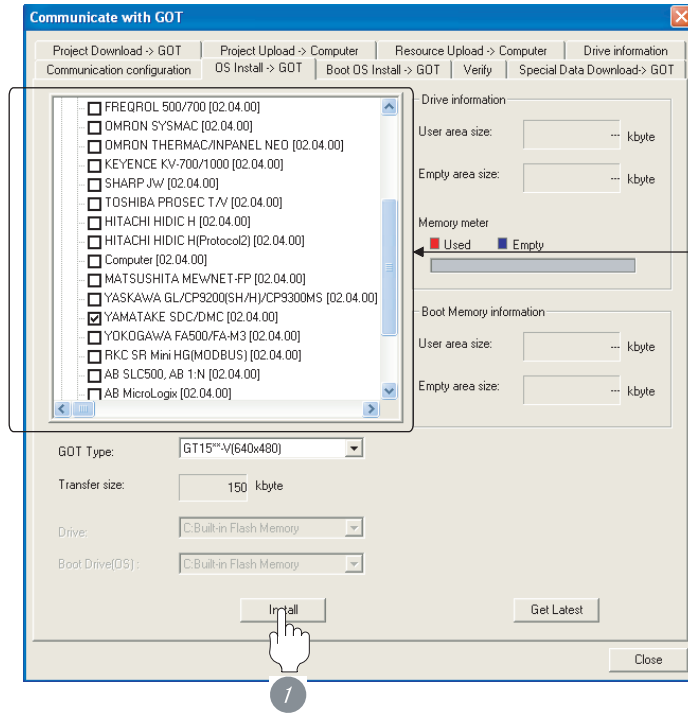 Communicate with GOT
Project Download -> GOT
Project Upload -> Computer
Resource Upload -> Computer
Drive information
Communication configuration
OS Install -> GOT
Boot OS Install -> GOT
Verify
Special Data Download-> GOT
FREQROL 500/700 [02.04.00]
OMRON SYSMAC [02.04.00]
OMRON THERMAC/INPANEL NEO [02.04.00]
KEYENCE KV-700/1000 [02.04.00]
SHARP JW [02.04.00]
TOSHIBA PROSEC T/V [02.04.00]
HITACHI HIDIC H [02.04.00]
HITACHI HIDIC H(Protocol2) [02.04.00]
Computer [02.04.00]
MATSUSHITA MEWNET-FP [02.04.00]
YASKAWA GL/CP9200(SH/H)/CP9300MS [02.04.00]
YAMATAKE SDC/DMC [02.04.00]
YOKOGAWA FA500/FA-M3 [02.04.00]
RKC SR Mini HG(MODBUS) [02.04.00]
AB SLC500, AB 1:N [02.04.00]
AB MicroLogix [02.04.00]
Drive information
User area size: --- kbyte
Empty area size: --- kbyte
Memory meter
Used Empty
Boot Memory information
User area size: --- kbyte
Empty area size: --- kbyte
GOT Type: GT15**-V(640x480)
Transfer size: 150 kbyte
Drive: C:Built-in Flash Memory
Boot Drive(OS) : C:Built-in Flash Memory
Install
Get Latest
Close
1